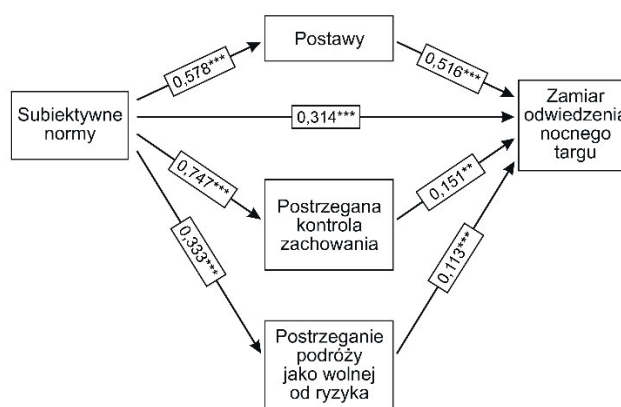 Postawy
0,578***
0,516***
Subiektywne
normy
0,314***
Zamiar
odwiedzenia
nocnego
targu
0,747***
0,151**
Postrzegana
kontrola
zachowania
0,333***
0,113***
Postrzeganie
podróży
jako wolnej
od ryzyka